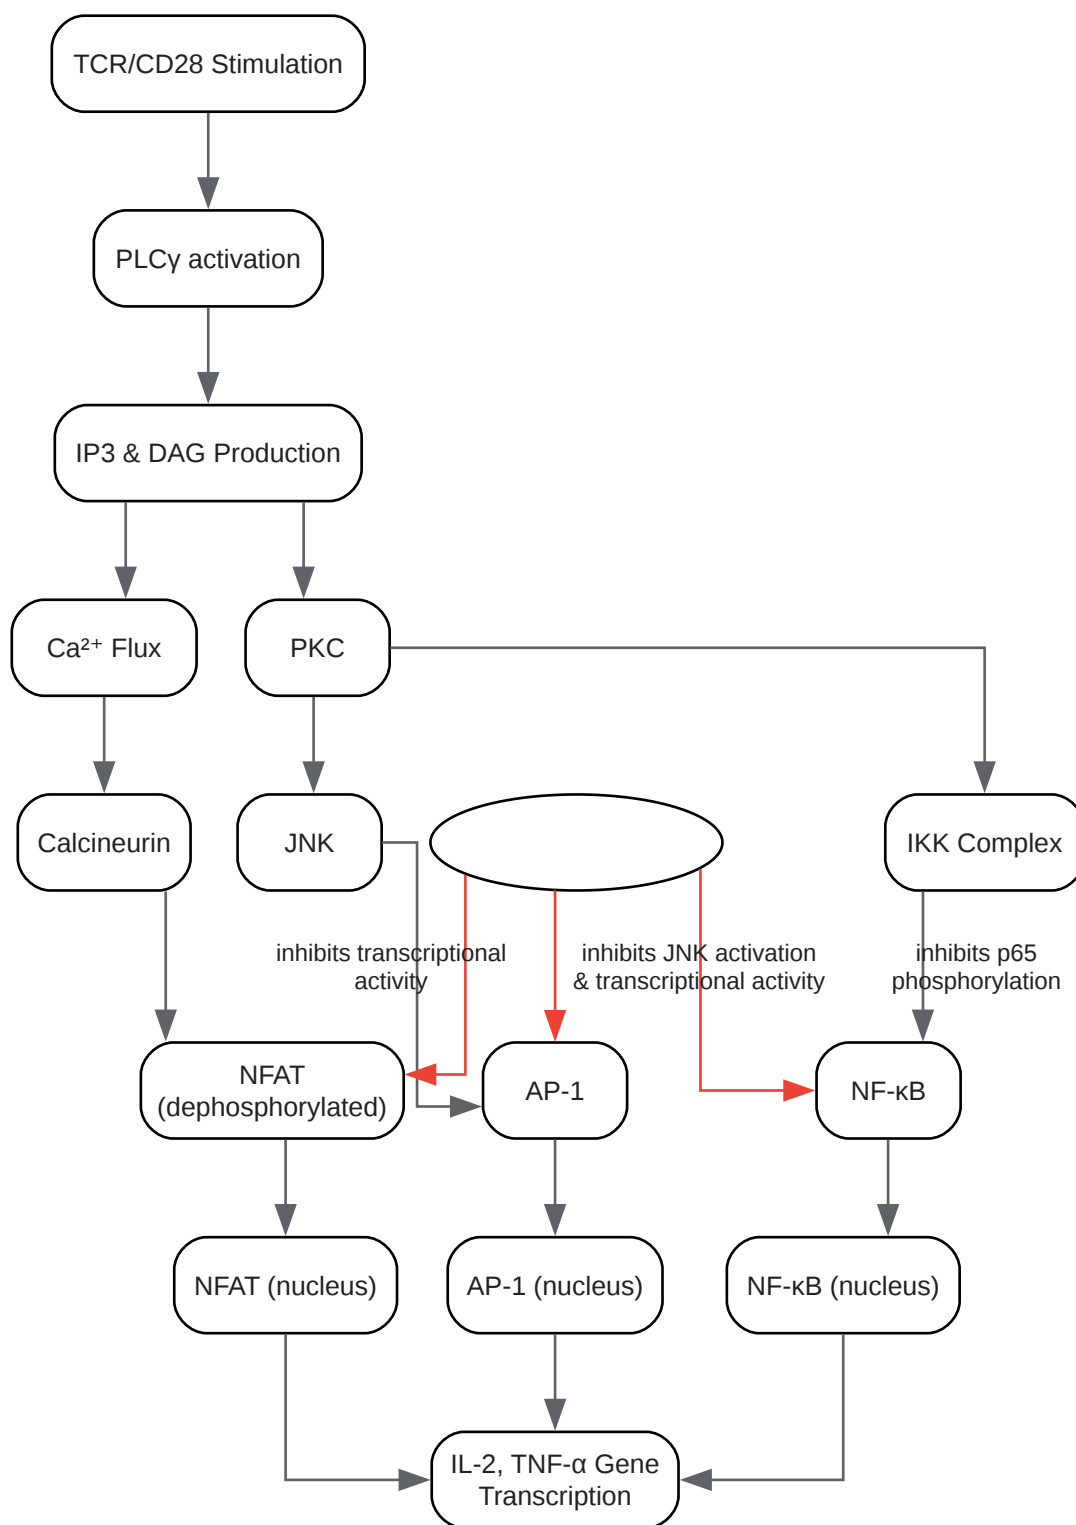 TCR/CD28 Stimulation
PLCγ activation
IP3 & DAG Production
Ca²⁺ Flux
PKC
Calcineurin
JNK
IKK Complex
inhibits transcriptional
activity
inhibits JNK activation
& transcriptional activity
inhibits p65
phosphorylation
NFAT
(dephosphorylated)
AP-1
NF-κB
NFAT (nucleus)
AP-1 (nucleus)
NF-κB (nucleus)
IL-2, TNF-α Gene
Transcription